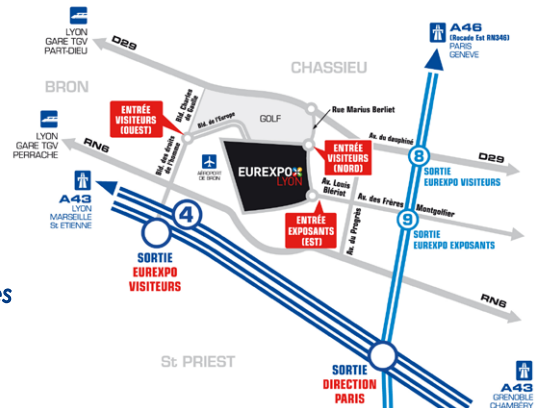 LYON
GARE TGV
PART-DIEU
D29
A46
(Rocade Est RN346)
PARIS
GENEVE
CHASSIEU
BRON
Bld. Charles
de Gaulle
Rue Marius Berliet
ENTRÉE
VISITEURS
(OUEST)
Bld. de l'Europe
GOLF
LYON
GARE TGV
PERRACHE
RN6
Bld. des droits
de l'homme
Av. du dauphiné
8
D29
ENTRÉE
VISITEURS
(NORD)
SORTIE
EUREXPO VISITEURS
AÉROPORT
DE BRON
EUREXPO
LYON
A43
LYON
MARSEILLE
St ETIENNE
Av. Louis
Blériot
Av. des Frères
Montgolfier
4
9
ENTRÉE
EXPOSANTS
(EST)
Av. du Progrès
SORTIE
EUREXPO EXPOSANTS
SORTIE
EUREXPO
VISITEURS
es
RN6
St PRIEST
SORTIE
DIRECTION
PARIS
A43
GRENOBLE
CHAMBÉRY